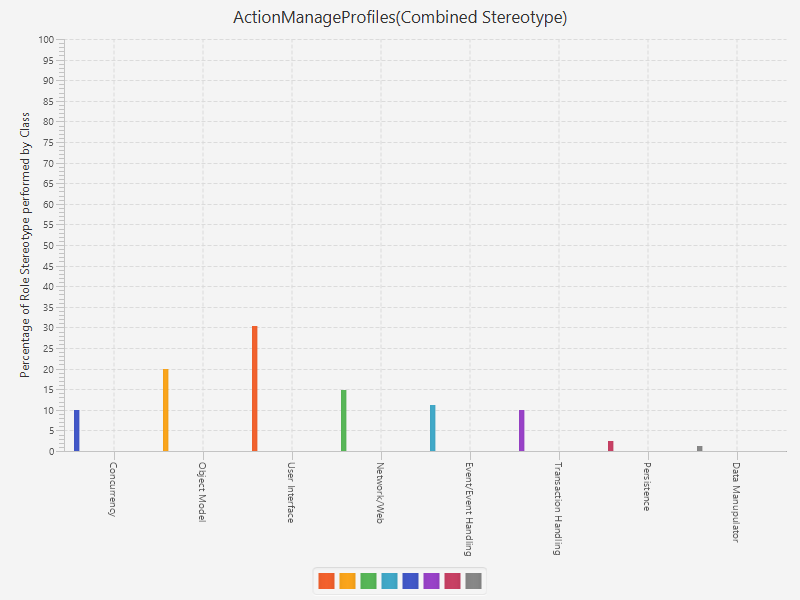 ActionManageProfiles(Combined Stereotype)
Percentage of Role Stereotype performed by Class
100
95
90
85
80
75
70
65
60
55
50
45
40
35
30
25
20
15
10
5
0
Concurrency
Object Model
User Interface
Network/Web
Event/Event Handling
Transaction Handling
Persistence
Data Manupulator